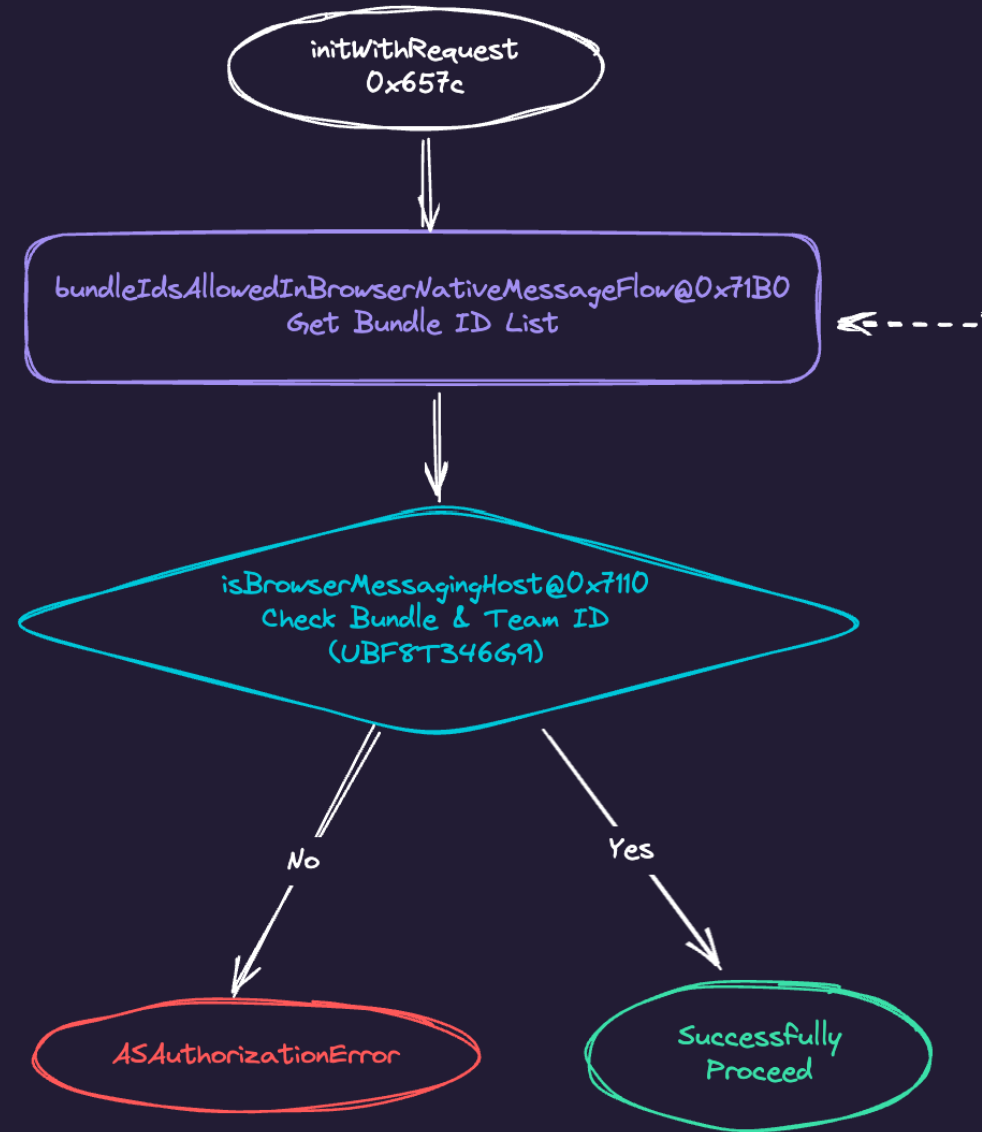 initWithRequest
0x657c
bundleIdsAllowedInBrowserNativeMessageFlow@0x71B0
Get Bundle ID List
isBrowserMessagingHost@0x7110
Check Bundle & Team ID
(UBF8T346G9)
No
Yes
ASAuthorizationError
Successfully
Proceed